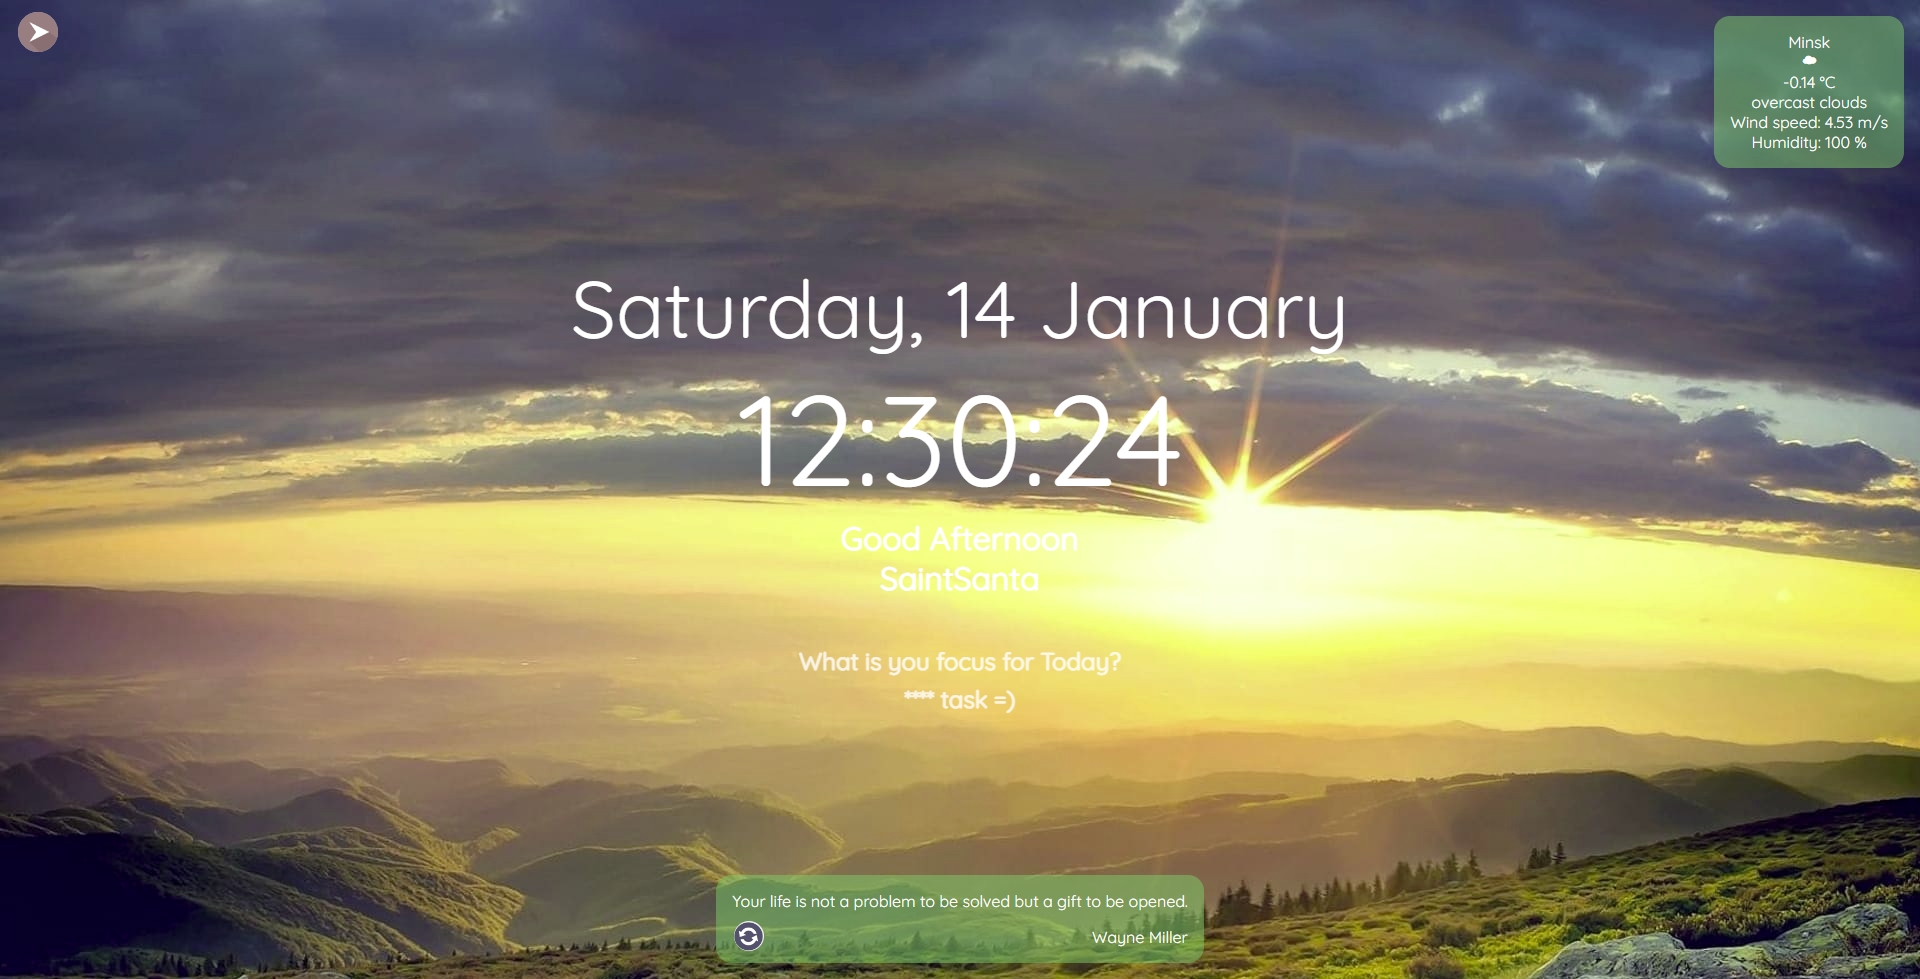 Minsk
-0.14 °C
overcast clouds
Wind speed: 4.53 m/s
Humidity: 100 %
Saturday, 14 January
12:30:24
Good Afternoon
SaintSanta
What is you focus for Today?
**** task =)
Your life is not a problem to be solved but a gift to be opened.
Wayne Miller